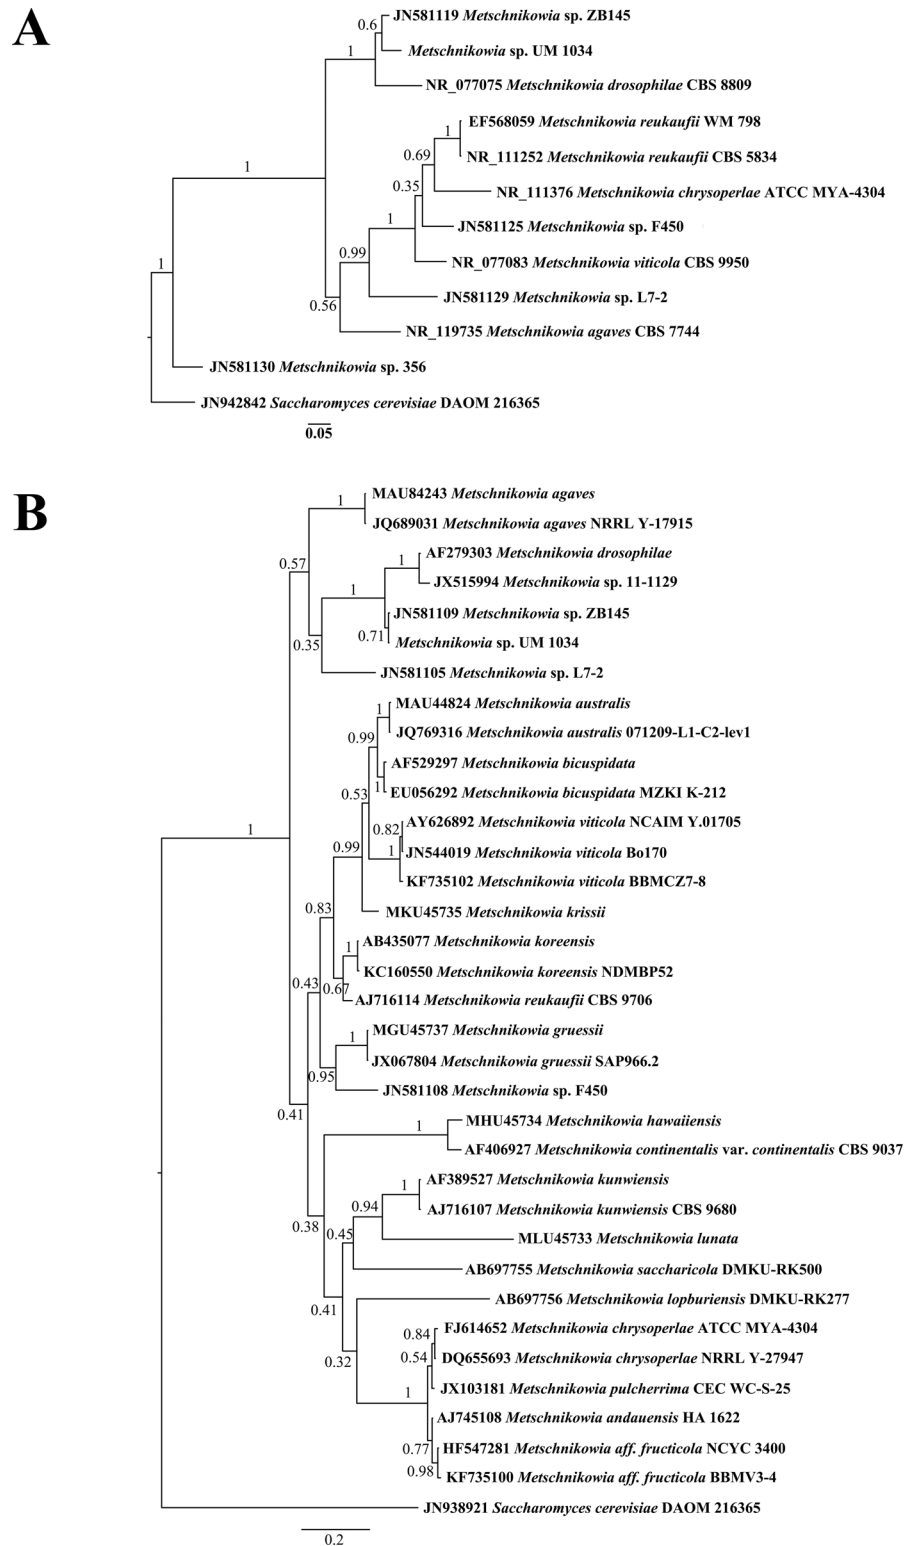 A
0.6
JN581119 Metschnikowia sp. ZB145
1
Metschnikowia sp. UM 1034
NR_077075 Metschnikowia drosophilae CBS 8809
1
EF568059 Metschnikowia reukaufii WM 798
0.69
NR_111252 Metschnikowia reukaufii CBS 5834
1
0.35
NR_111376 Metschnikowia chrysoperlae ATCC MYA-4304
1
JN581125 Metschnikowia sp. F450
0.99
1
NR_077083 Metschnikowia viticola CBS 9950
0.56
JN581129 Metschnikowia sp. L7-2
NR_119735 Metschnikowia agaves CBS 7744
JN581130 Metschnikowia sp. 356
JN942842 Saccharomyces cerevisiae DAOM 216365
0.05
B
1
MAU84243 Metschnikowia agaves
JQ689031 Metschnikowia agaves NRRL Y-17915
0.57
1
AF279303 Metschnikowia drosophilae
1
JX515994 Metschnikowia sp. 11-1129
JN581109 Metschnikowia sp. ZB145
0.35
0.71
Metschnikowia sp. UM 1034
JN581105 Metschnikowia sp. L7-2
1
MAU44824 Metschnikowia australis
0.99
JQ769316 Metschnikowia australis 071209-L1-C2-lev1
AF529297 Metschnikowia bicuspidata
0.53
1
EU056292 Metschnikowia bicuspidata MZKI K-212
1
0.82
AY626892 Metschnikowia viticola NCAIM Y.01705
0.99
1
JN544019 Metschnikowia viticola Bo170
KF735102 Metschnikowia viticola BBMCZ7-8
0.83
MKU45735 Metschnikowia krissii
1
AB435077 Metschnikowia koreensis
0.43
0.67
KC160550 Metschnikowia koreensis NDMBP52
AJ716114 Metschnikowia reukaufii CBS 9706
1
MGU45737 Metschnikowia gruessii
0.95
JX067804 Metschnikowia gruessii SAP966.2
JN581108 Metschnikowia sp. F450
0.41
1
MHU45734 Metschnikowia hawaiiensis
AF406927 Metschnikowia continentalis var. continentalis CBS 9037
1
AF389527 Metschnikowia kunwiensis
0.94
AJ716107 Metschnikowia kunwiensis CBS 9680
0.38
0.45
MLU45733 Metschnikowia lunata
AB697755 Metschnikowia saccharicola DMKU-RK500
0.41
AB697756 Metschnikowia lopburiensis DMKU-RK277
0.84
FJ614652 Metschnikowia chrysoperlae ATCC MYA-4304
0.32
0.54
DQ655693 Metschnikowia chrysoperlae NRRL Y-27947
1
JX103181 Metschnikowia pulcherrima CEC WC-S-25
AJ745108 Metschnikowia andauensis HA 1622
0.77
HF547281 Metschnikowia aff. fructicola NCYC 3400
0.98
KF735100 Metschnikowia aff. fructicola BBMV3-4
JN938921 Saccharomyces cerevisiae DAOM 216365
0.2